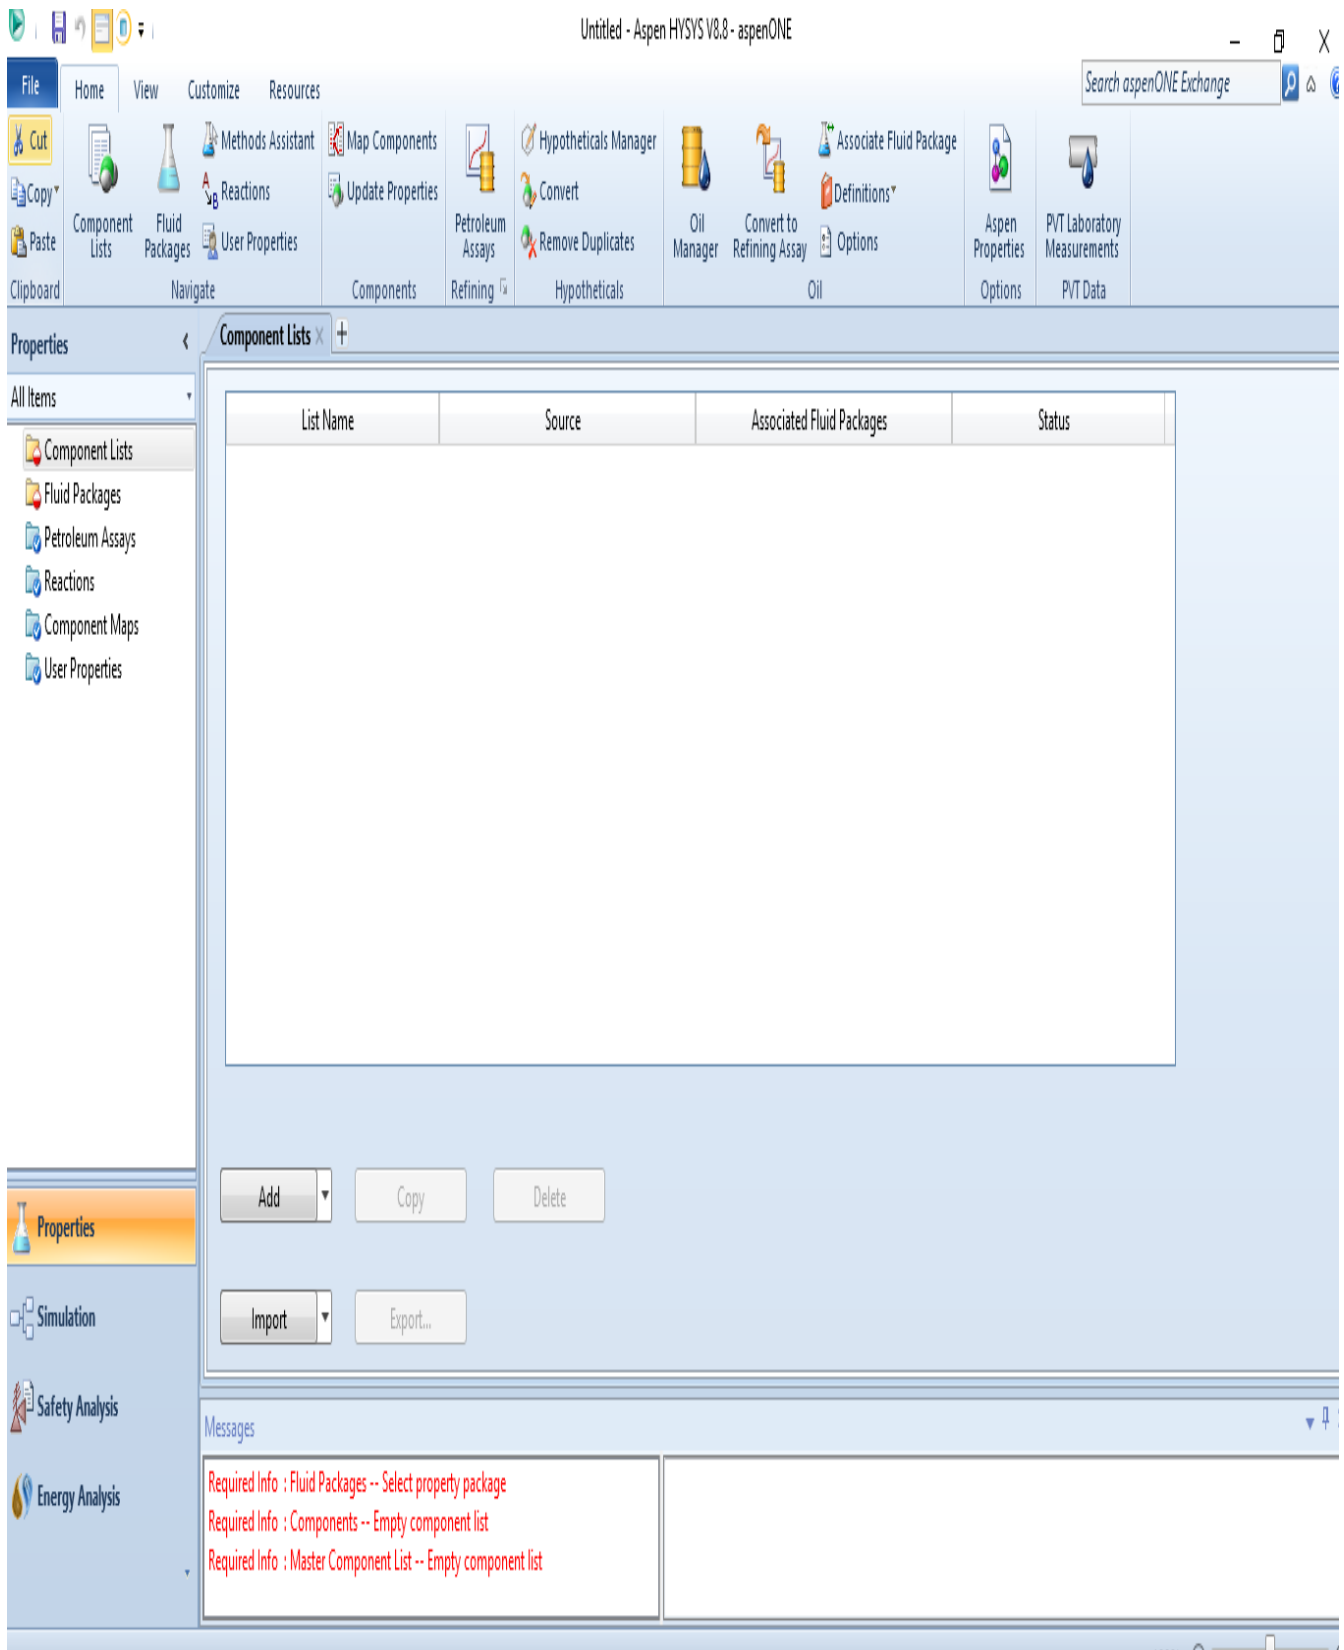 Untitled - Aspen HYSYS V8.8 - aspenONE
File Home View Customize Resources Search aspenONE Exchange
Cut
Copy
Paste
Clipboard
Component Lists
Fluid Packages
Methods Assistant
Reactions
User Properties
Navigate
Map Components
Update Properties
Components
Petroleum Assays
Refining
Hypotheticals Manager
Convert
Remove Duplicates
Hypotheticals
Oil Manager
Convert to Refining Assay
Associate Fluid Package
Definitions
Options
Oil
Aspen Properties
Options
PVT Laboratory Measurements
PVT Data
Properties
All Items
Component Lists
Fluid Packages
Petroleum Assays
Reactions
Component Maps
User Properties
Properties
Simulation
Safety Analysis
Energy Analysis
Component Lists
List Name Source Associated Fluid Packages Status
Add Copy Delete
Import Export...
Messages
Required Info : Fluid Packages -- Select property package
Required Info : Components -- Empty component list
Required Info : Master Component List -- Empty component list